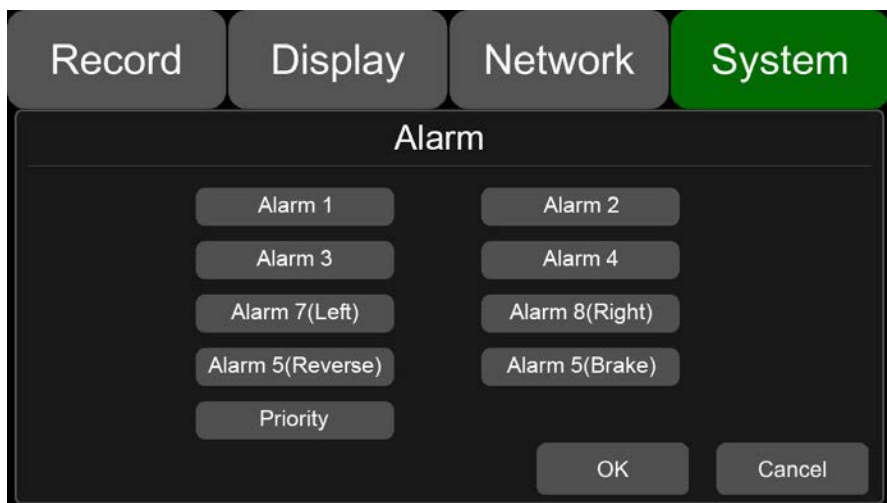 Record Display Network System
Alarm
Alarm 1 Alarm 2
Alarm 3 Alarm 4
Alarm 7(Left) Alarm 8(Right)
Alarm 5(Reverse) Alarm 5(Brake)
Priority
OK Cancel